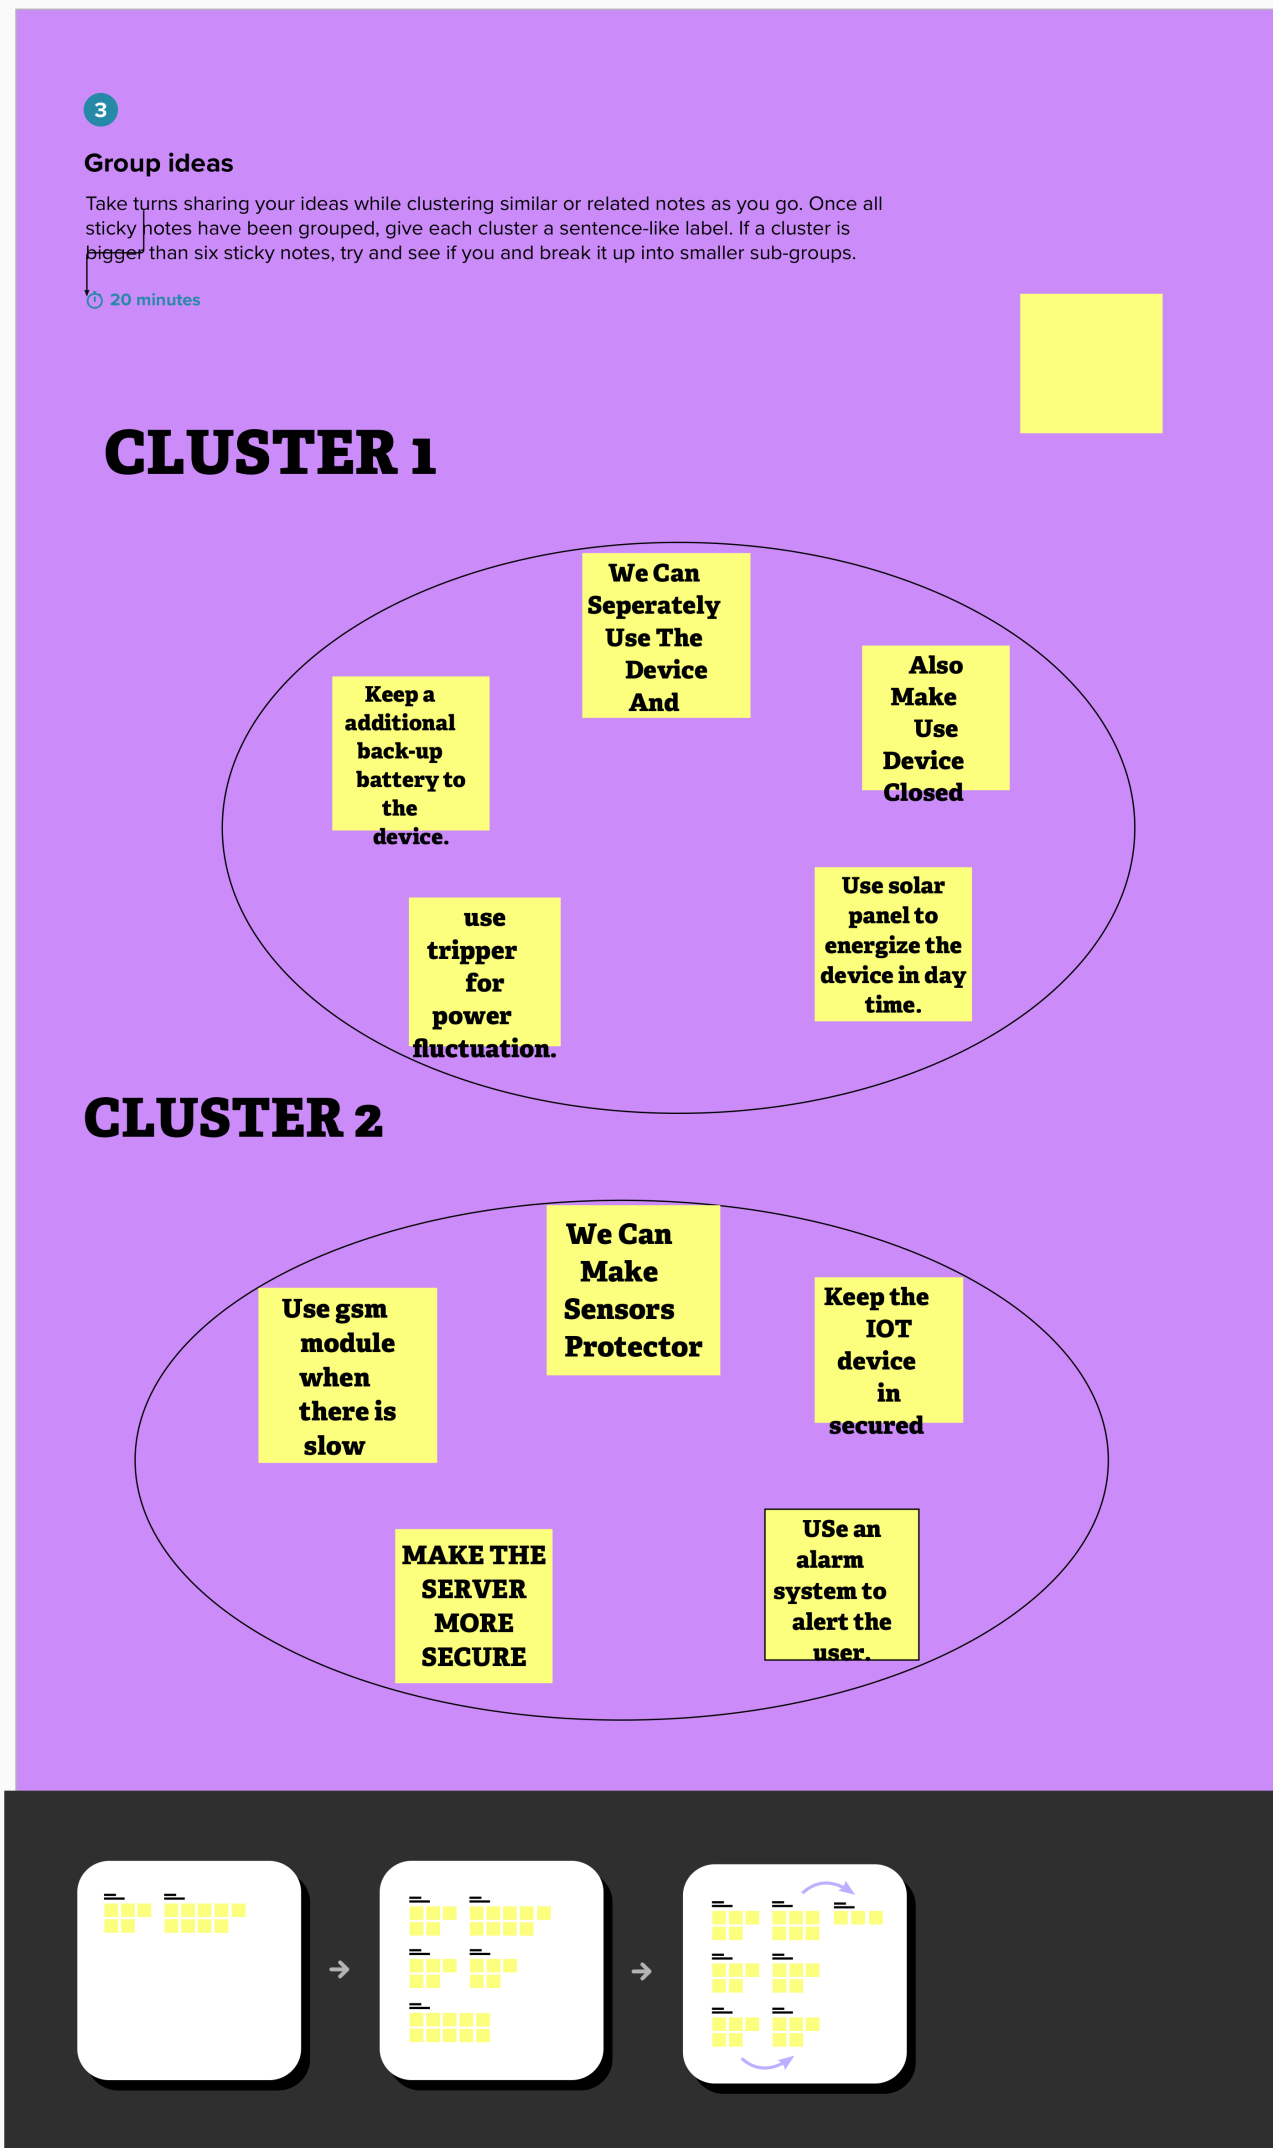 3
Group ideas
Take turns sharing your ideas while clustering similar or related notes as you go. Once all
sticky notes have been grouped, give each cluster a sentence-like label. If a cluster is
bigger than six sticky notes, try and see if you and break it up into smaller sub-groups.
20 minutes
CLUSTER 1
We Can
Seperately
Use The
Device
And
Keep a
additional
back-up
battery to
the
device.
Also
Make
Use
Device
Closed
use
tripper
for
power
fluctuation.
Use solar
panel to
energize the
device in day
time.
CLUSTER 2
We Can
Make
Sensors
Protector
Use gsm
module
when
there is
slow
Keep the
IOT
device
in
secured
MAKE THE
SERVER
MORE
SECURE
USe an
alarm
system to
alert the
user.